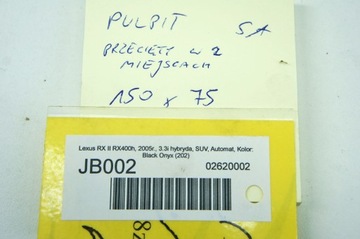 PULPIT SA
PRZECIĘTY w 2
MIEJSCACH
150 x 75
Lexus RX II RX400h, 2005r., 3.3i hybryda, SUV, Automat, Kolor:
Black Onyx (202)
JB002 02620002